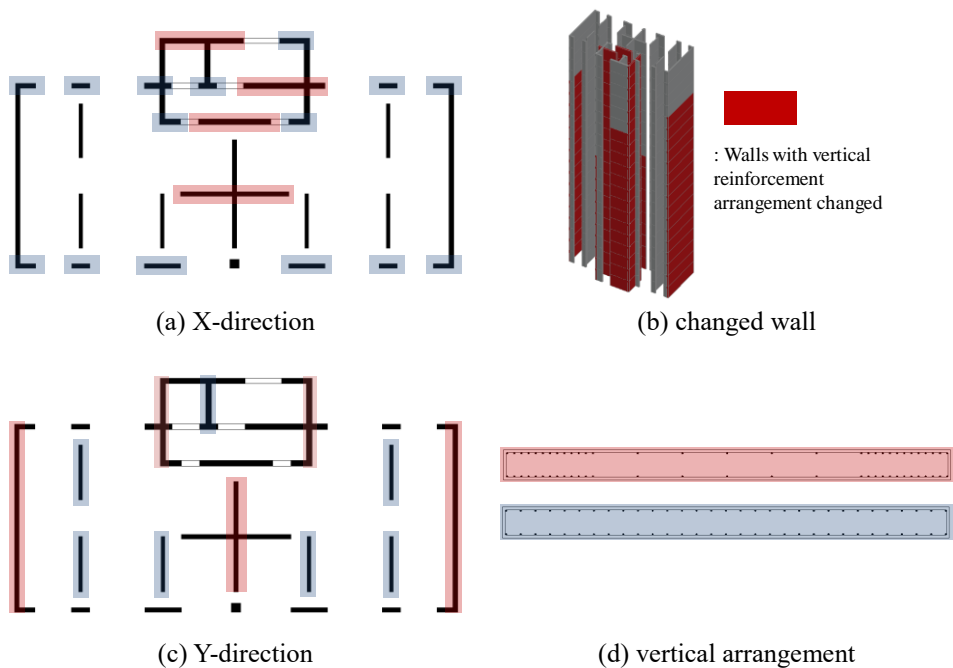 : Walls with vertical
reinforcement
arrangement changed
(a) X-direction
(b) changed wall
(c) Y-direction
(d) vertical arrangement